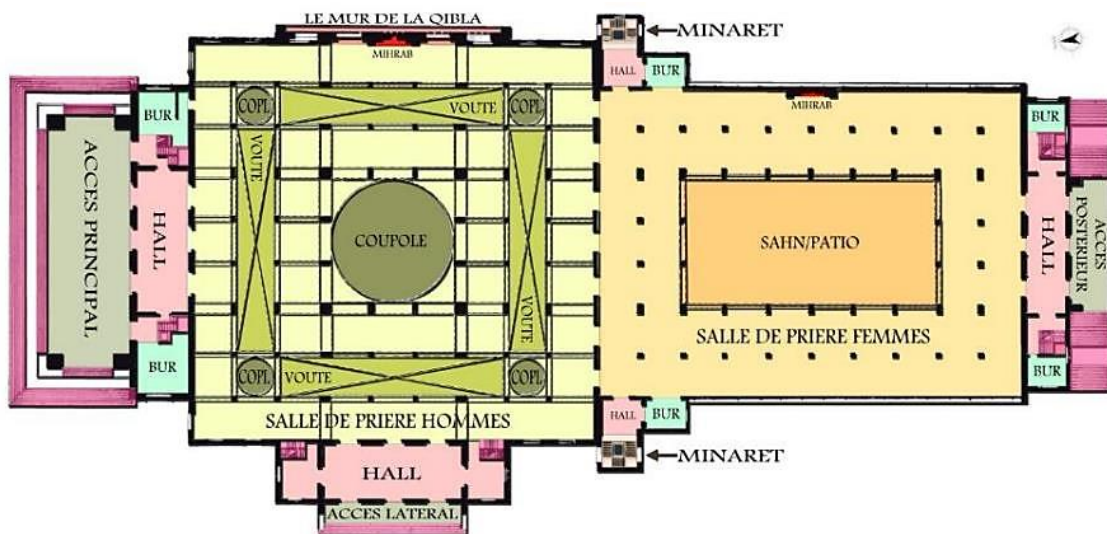 LE MUR DE LA QIBLA
MINARET
MIHRAB
HALL
BUR
COPL
VOUTE
COPL
BUR
MIHRAB
BUR
VOUTE
VOUTE
ACCES PRINCIPAL
HALL
COUPOLE
SAHN/PATIO
HALL
ACCES
POSTERIEUR
SALLE DE PRIERE FEMMES
BUR
COPL
VOUTE
COPL
BUR
SALLE DE PRIERE HOMMES
HALL
BUR
HALL
MINARET
ACCES LATERAL